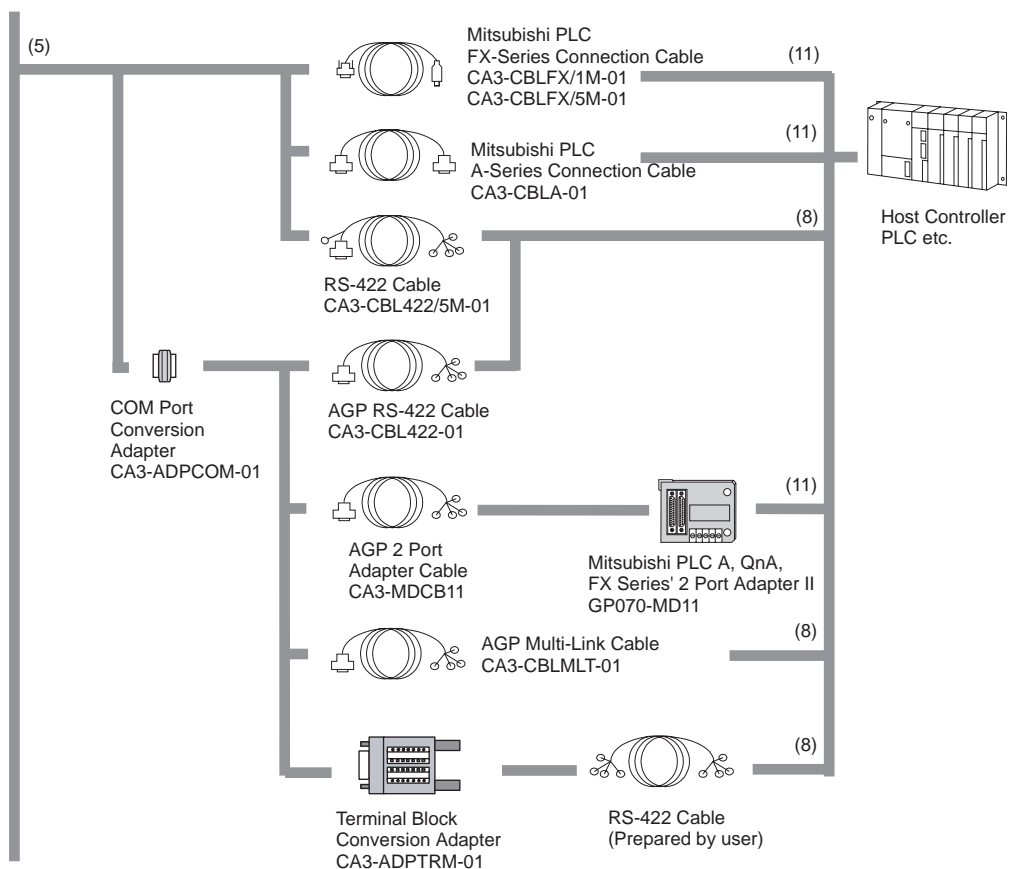 (5)
Mitsubishi PLC
FX-Series Connection Cable
CA3-CBLFX/1M-01
CA3-CBLFX/5M-01
(11)
Mitsubishi PLC
A-Series Connection Cable
CA3-CBLA-01
(11)
Host Controller
PLC etc.
(8)
RS-422 Cable
CA3-CBL422/5M-01
COM Port
Conversion
Adapter
CA3-ADPCOM-01
AGP RS-422 Cable
CA3-CBL422-01
AGP 2 Port
Adapter Cable
CA3-MDCB11
(11)
Mitsubishi PLC A, QnA,
FX Series' 2 Port Adapter II
GP070-MD11
AGP Multi-Link Cable
CA3-CBLMLT-01
(8)
Terminal Block
Conversion Adapter
CA3-ADPTRM-01
(8)
RS-422 Cable
(Prepared by user)